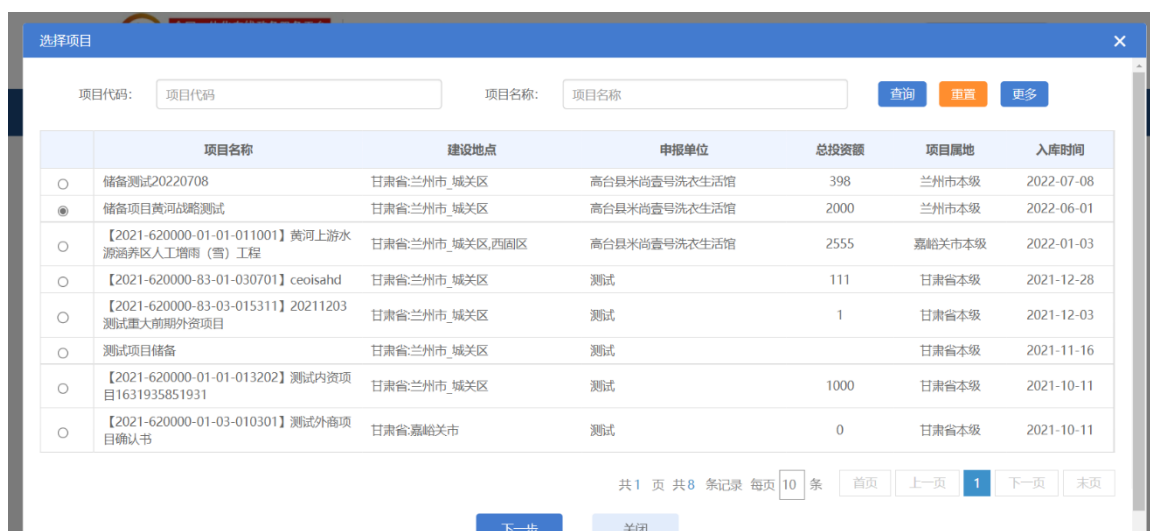 选择项目
项目代码： 项目代码 项目名称： 项目名称 查询 重置 更多
项目名称 建设地点 申报单位 总投资额 项目属地 入库时间
储备测试20220708 甘肃省:兰州市_城关区 高台县米尚壹号洗衣生活馆 398 兰州市本级 2022-07-08
储备项目黄河战略测试 甘肃省:兰州市_城关区 高台县米尚壹号洗衣生活馆 2000 兰州市本级 2022-06-01
【2021-620000-01-01-011001】黄河上游水
源涵养区人工增雨（雪）工程 甘肃省:兰州市_城关区,西固区 高台县米尚壹号洗衣生活馆 2555 嘉峪关市本级 2022-01-03
【2021-620000-83-01-030701】ceoisahd 甘肃省:兰州市_城关区 测试 111 甘肃省本级 2021-12-28
【2021-620000-83-03-015311】20211203
测试重大前期外资项目 甘肃省:兰州市_城关区 测试 1 甘肃省本级 2021-12-03
测试项目储备 甘肃省:兰州市_城关区 测试 甘肃省本级 2021-11-16
【2021-620000-01-01-013202】测试内资项
目1631935851931 甘肃省:兰州市_城关区 测试 1000 甘肃省本级 2021-10-11
【2021-620000-01-03-010301】测试外商项
目确认书 甘肃省:嘉峪关市 测试 0 甘肃省本级 2021-10-11
共1 页 共8 条记录 每页 10 条 首页 上一页 1 下一页 末页
下一步 关闭